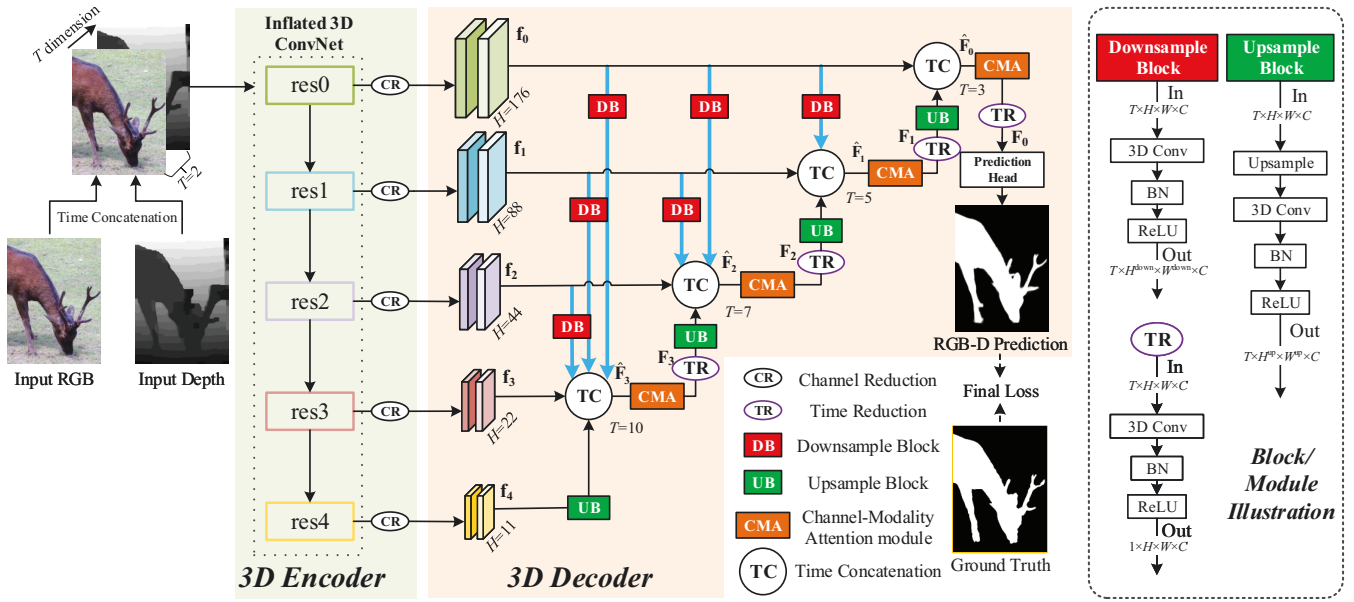 T dimension
T=2
Time Concatenation
Input RGB
Input Depth
Inflated 3D
ConvNet
res0
res1
res2
res3
res4
CR
CR
CR
CR
CR
3D Encoder
f0
H=176
f1
H=88
f2
H=44
f3
H=22
f4
H=11
DB
DB
DB
DB
DB
DB
UB
TC
F̂3
T=10
CMA
TR
F3
UB
TC
F̂2
T=7
CMA
TR
F2
UB
TC
F̂1
T=5
CMA
TR
F1
UB
TC
F̂0
T=3
CMA
TR
F0
Prediction
Head
RGB-D Prediction
Final Loss
Ground Truth
3D Decoder
CR Channel Reduction
TR Time Reduction
DB Downsample Block
UB Upsample Block
CMA Channel-Modality
Attention module
TC Time Concatenation
Downsample
Block
In
T×H×W×C
3D Conv
BN
ReLU
Out
T×H^down×W^down×C
Upsample
Block
In
T×H×W×C
Upsample
3D Conv
BN
ReLU
Out
T×H^up×W^up×C
TR
In
T×H×W×C
3D Conv
BN
ReLU
Out
1×H×W×C
Block/
Module
Illustration